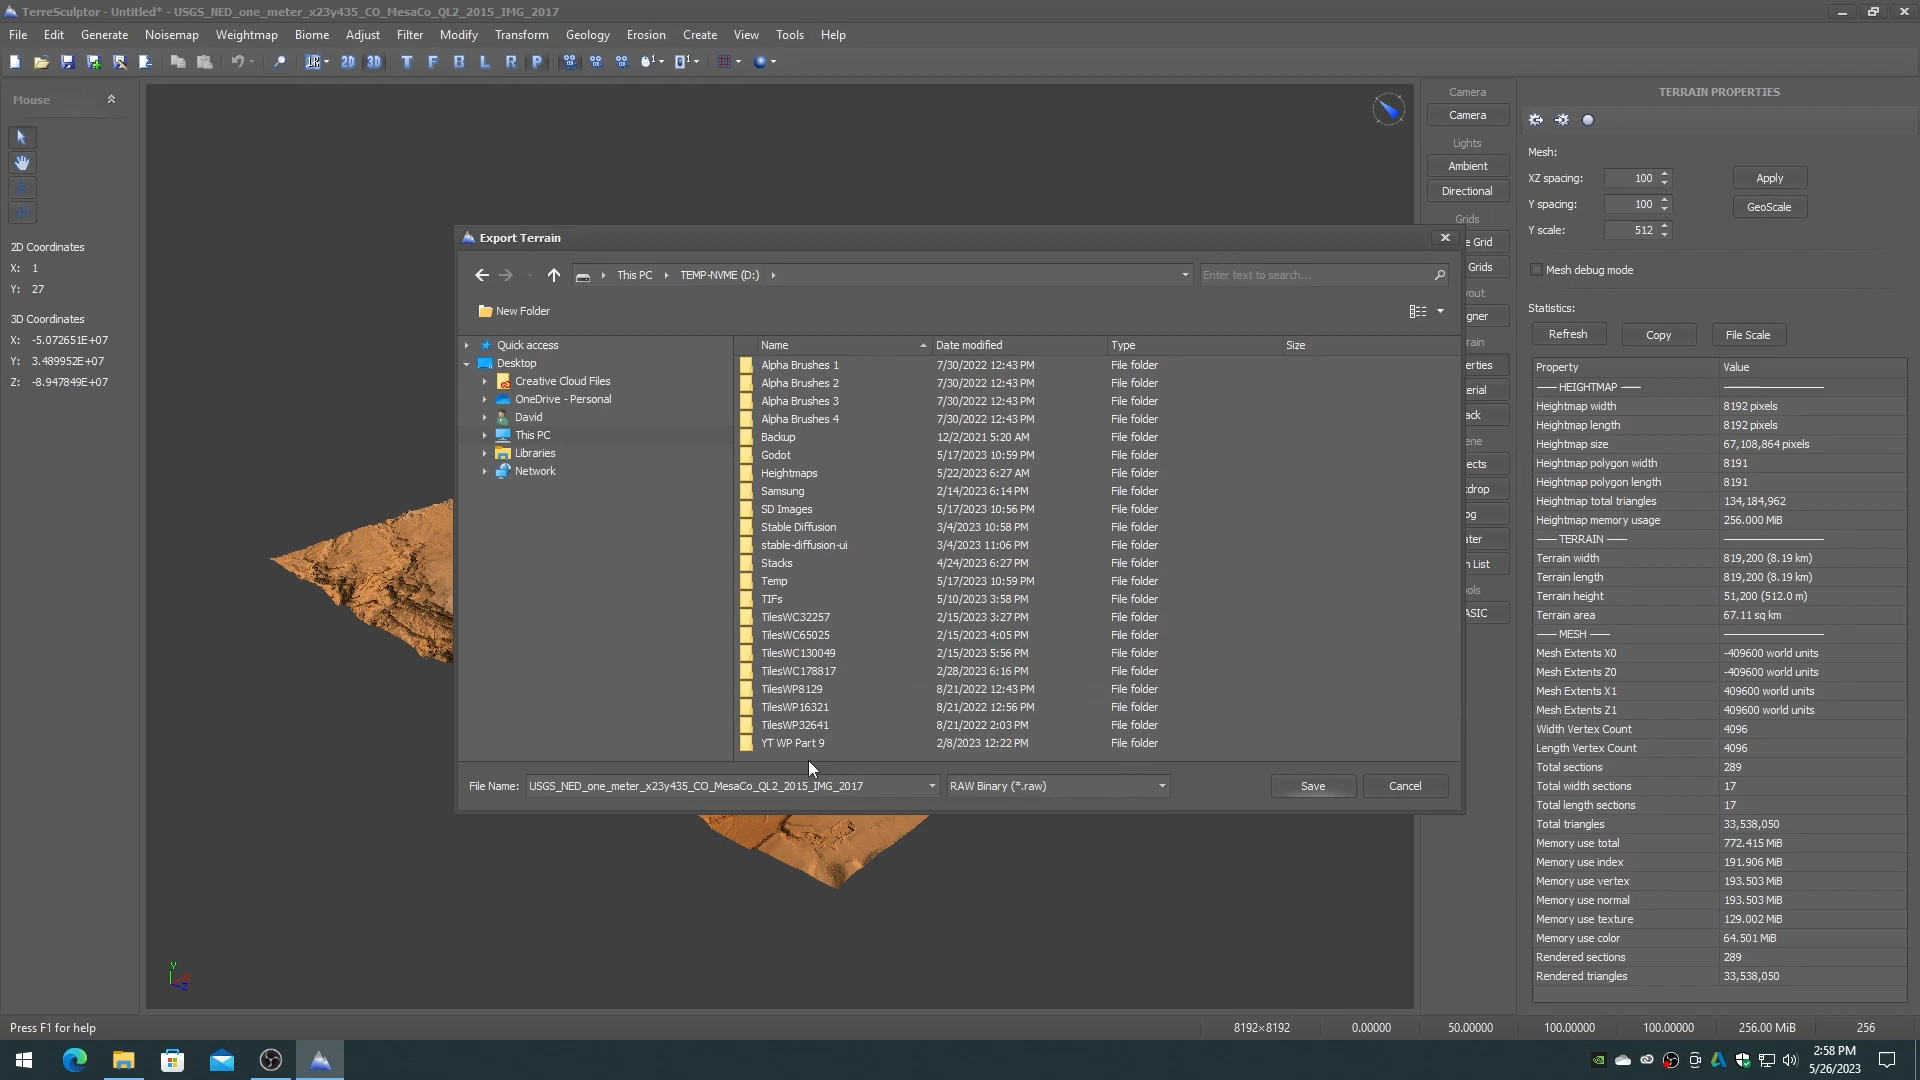 TerreSculptor - Untitled* - USGS_NED_one_meter_x23y435_CO_MesaCo_QL2_2015_IMG_2017
File Edit Generate Noisemap Weightmap Biome Adjust Filter Modify Transform Geology Erosion Create View Tools Help
2D 3D T F B L R P
Mouse
2D Coordinates
X: 1
Y: 27
3D Coordinates
X: -5.072651E+07
Y: 3.489952E+07
Z: -8.947849E+07
Export Terrain
This PC
TEMP-NVME (D:)
Enter text to search...
New Folder
Quick access
Desktop
Creative Cloud Files
OneDrive - Personal
David
This PC
Libraries
Network
Name Date modified Type Size
Alpha Brushes 1 7/30/2022 12:43 PM File folder
Alpha Brushes 2 7/30/2022 12:43 PM File folder
Alpha Brushes 3 7/30/2022 12:43 PM File folder
Alpha Brushes 4 7/30/2022 12:43 PM File folder
Backup 12/2/2021 5:20 AM File folder
Godot 5/17/2023 10:59 PM File folder
Heightmaps 5/22/2023 6:27 AM File folder
Samsung 2/14/2023 6:14 PM File folder
SD Images 5/17/2023 10:56 PM File folder
Stable Diffusion 3/4/2023 10:58 PM File folder
stable-diffusion-ui 3/4/2023 11:06 PM File folder
Stacks 4/24/2023 6:27 PM File folder
Temp 5/17/2023 10:59 PM File folder
TIFs 5/10/2023 3:58 PM File folder
TilesWC32257 2/15/2023 3:27 PM File folder
TilesWC65025 2/15/2023 4:05 PM File folder
TilesWC130049 2/15/2023 5:56 PM File folder
TilesWC178817 2/28/2023 6:16 PM File folder
TilesWP8129 8/21/2022 12:43 PM File folder
TilesWP16321 8/21/2022 12:56 PM File folder
TilesWP32641 8/21/2022 2:03 PM File folder
YT WP Part 9 2/8/2023 12:22 PM File folder
File Name: USGS_NED_one_meter_x23y435_CO_MesaCo_QL2_2015_IMG_2017 RAW Binary (*.raw) Save Cancel
Camera
Camera
Lights
Ambient
Directional
Grids
e Grid
Grids
out
gner
rain
erties
erial
ack
ene
ects
drop
og
ater
n List
ols
ASIC
TERRAIN PROPERTIES
Mesh:
XZ spacing: 100 Apply
Y spacing: 100 GeoScale
Y scale: 512
Mesh debug mode
Statistics:
Refresh Copy File Scale
Property Value
—— HEIGHTMAP ——
Heightmap width 8192 pixels
Heightmap length 8192 pixels
Heightmap size 67,108,864 pixels
Heightmap polygon width 8191
Heightmap polygon length 8191
Heightmap total triangles 134,184,962
Heightmap memory usage 256.000 MiB
—— TERRAIN ——
Terrain width 819,200 (8.19 km)
Terrain length 819,200 (8.19 km)
Terrain height 51,200 (512.0 m)
Terrain area 67.11 sq km
—— MESH ——
Mesh Extents X0 -409600 world units
Mesh Extents Z0 -409600 world units
Mesh Extents X1 409600 world units
Mesh Extents Z1 409600 world units
Width Vertex Count 4096
Length Vertex Count 4096
Total sections 289
Total width sections 17
Total length sections 17
Total triangles 33,538,050
Memory use total 772.415 MiB
Memory use index 191.906 MiB
Memory use vertex 193.503 MiB
Memory use normal 193.503 MiB
Memory use texture 129.002 MiB
Memory use color 64.501 MiB
Rendered sections 289
Rendered triangles 33,538,050
Y
Z
Press F1 for help 8192×8192 0.00000 50.00000 100.00000 100.00000 256.00 MiB 256
2:58 PM
5/26/2023